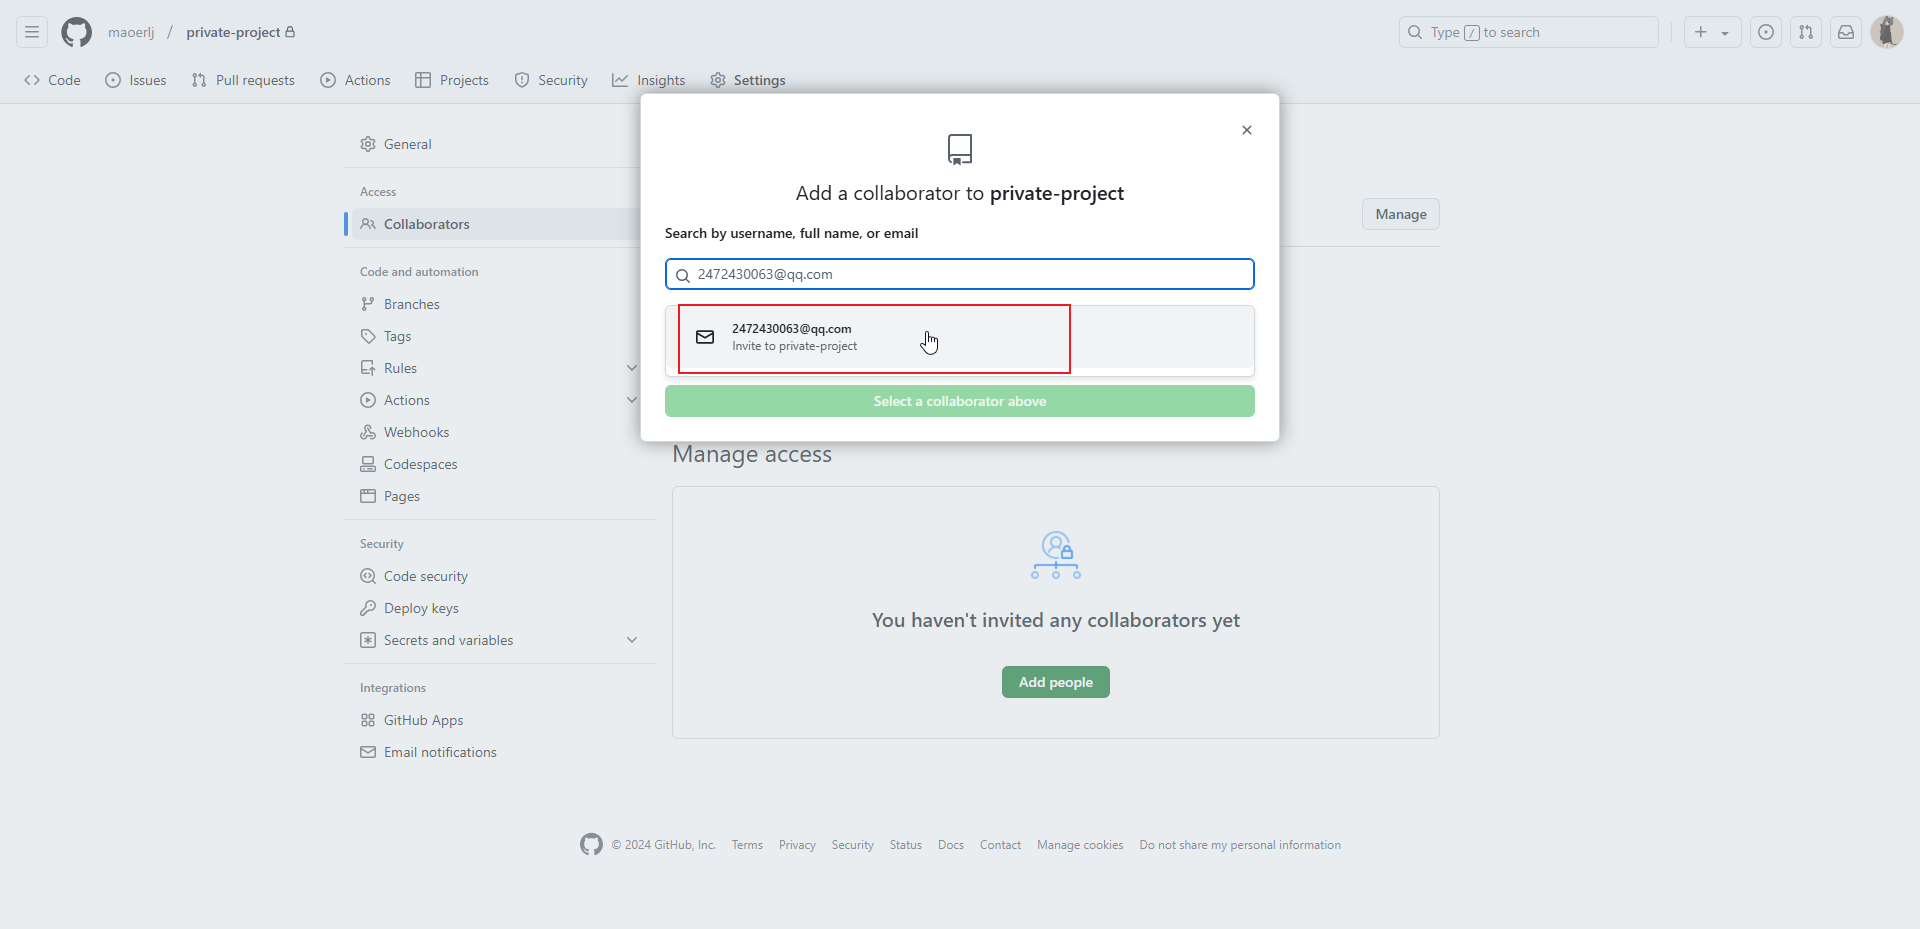 maoerlj / private-project
Type / to search
Code
Issues
Pull requests
Actions
Projects
Security
Insights
Settings
General
Access
Collaborators
Code and automation
Branches
Tags
Rules
Actions
Webhooks
Codespaces
Pages
Security
Code security
Deploy keys
Secrets and variables
Integrations
GitHub Apps
Email notifications
Manage
Add a collaborator to private-project
Search by username, full name, or email
2472430063@qq.com
2472430063@qq.com
Invite to private-project
Select a collaborator above
Manage access
You haven't invited any collaborators yet
Add people
© 2024 GitHub, Inc. Terms Privacy Security Status Docs Contact Manage cookies Do not share my personal information